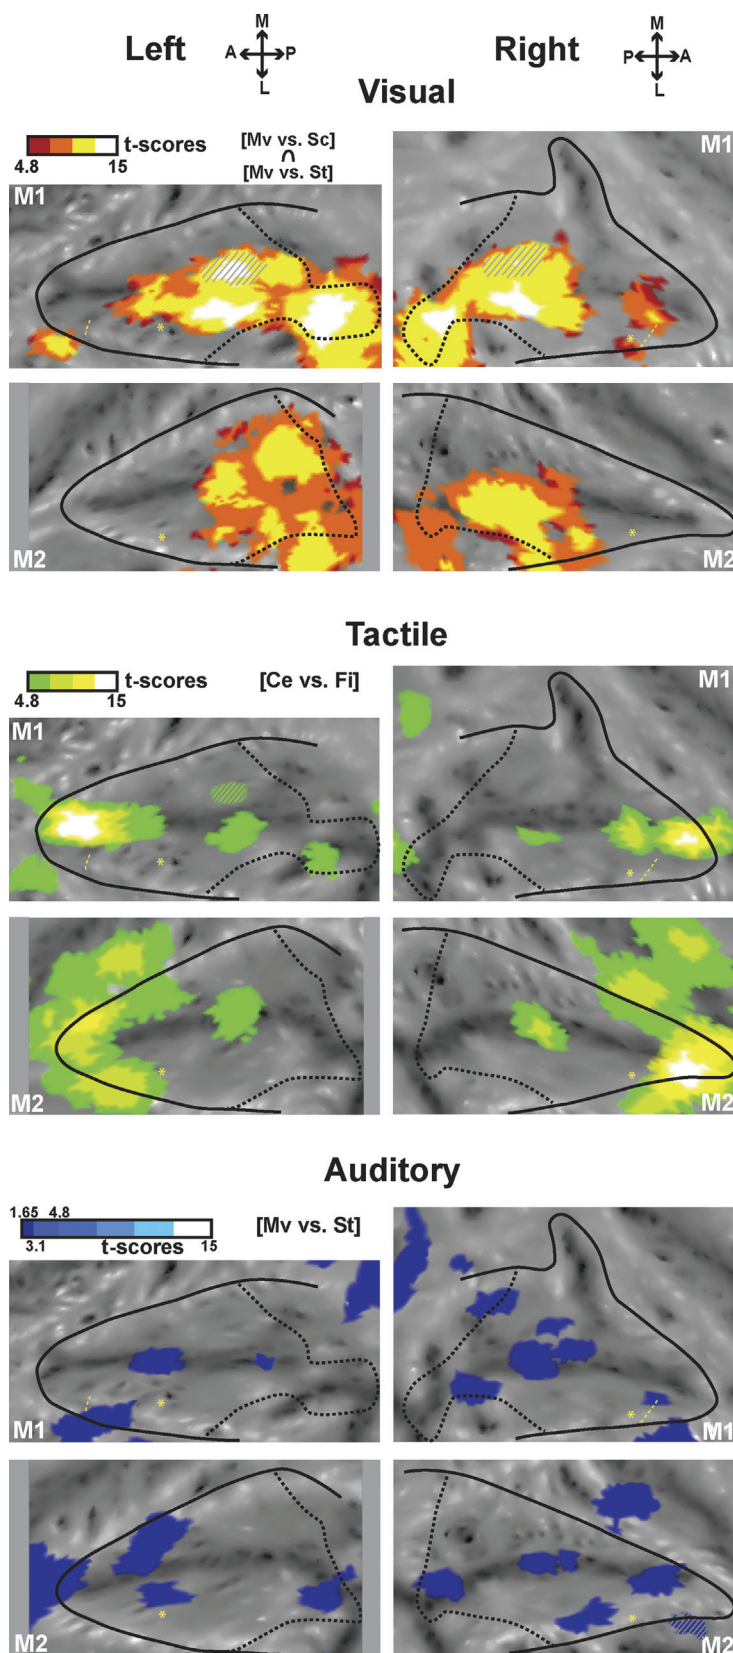 Left
M
A P
L
Right
M
P A
L
Visual
t-scores
4.8 15
[Mv vs. Sc]
∩
[Mv vs. St]
M1
M1
*
*
M2
M2
*
*
Tactile
t-scores
4.8 15
[Ce vs. Fi]
M1
M1
*
*
M2
M2
*
*
Auditory
1.65 4.8
3.1 t-scores 15
[Mv vs. St]
M1
M1
*
*
M2
M2
*
*